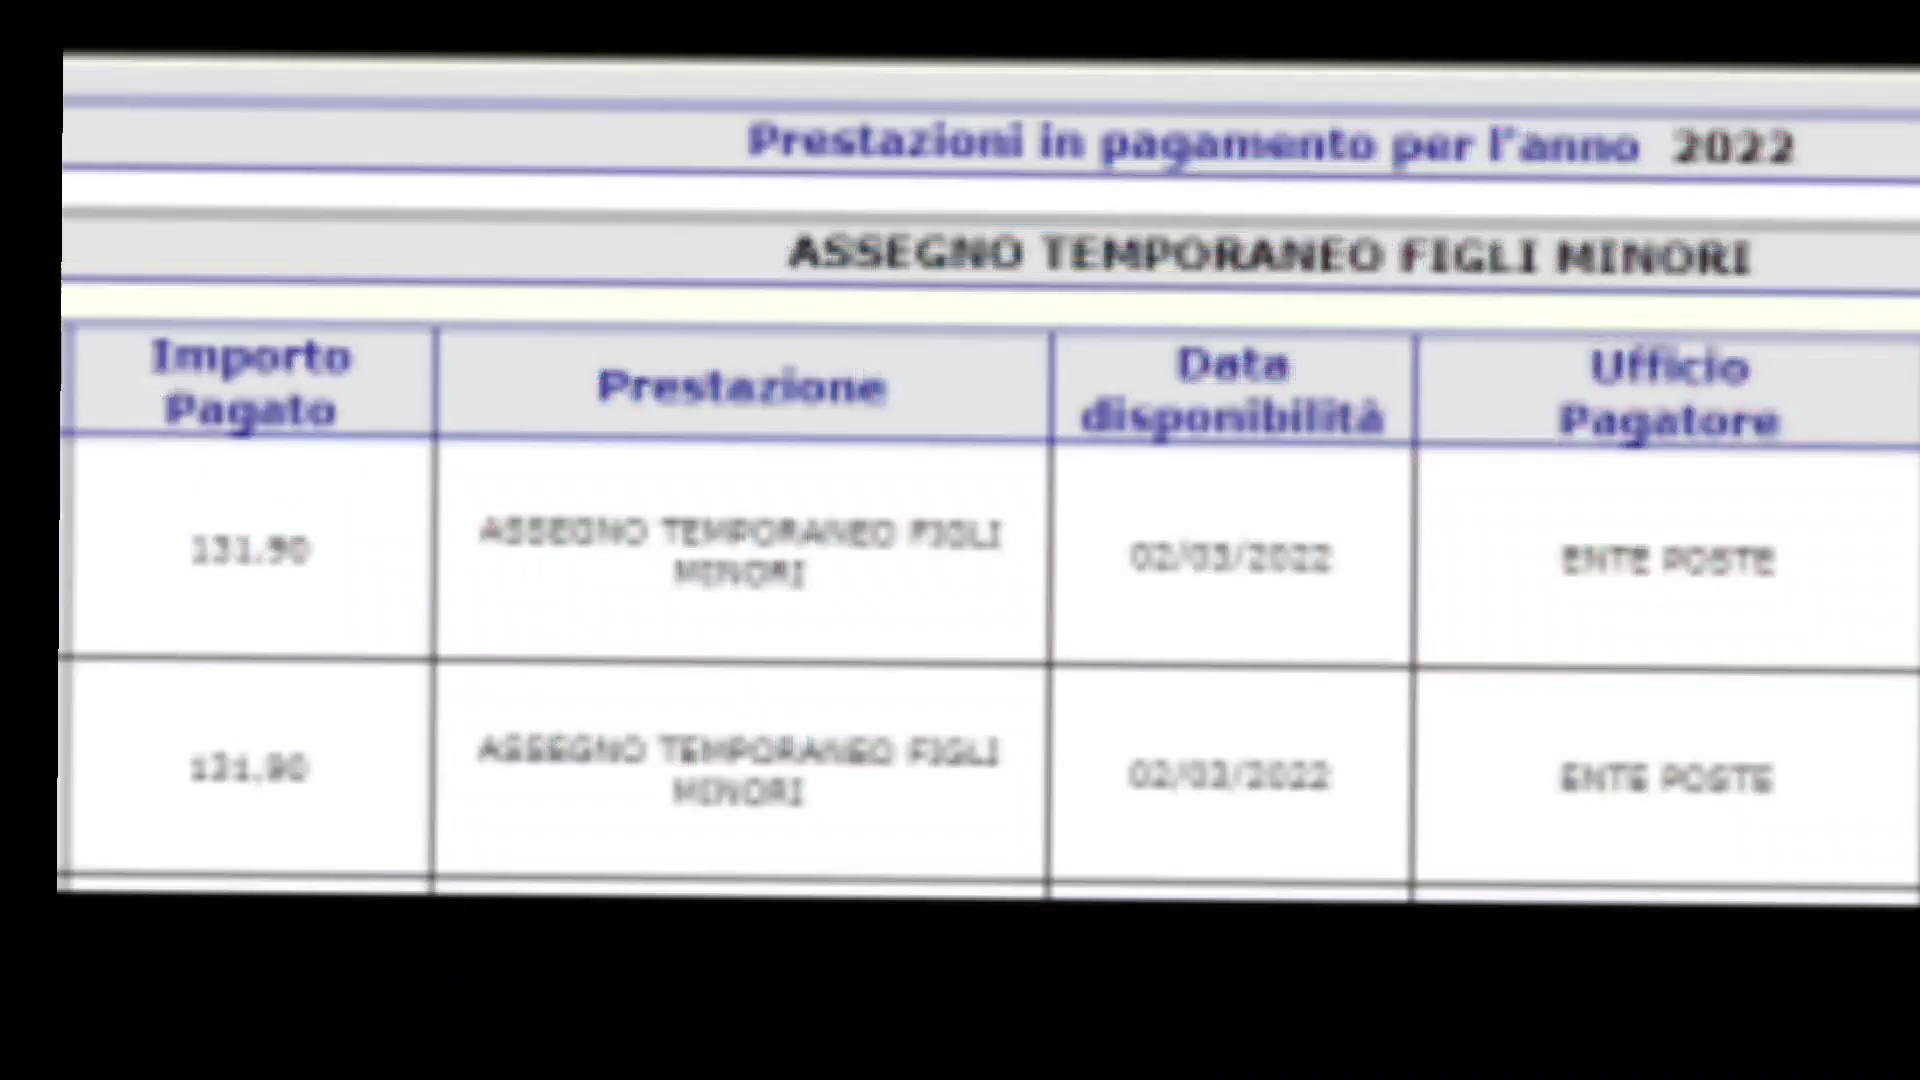 Prestazioni in pagamento per l'anno 2022
ASSEGNO TEMPORANEO FIGLI MINORI
Importo Pagato
Prestazione
Data disponibilità
Ufficio Pagatore
131,90
ASSEGNO TEMPORANEO FIGLI
MINORI
02/03/2022
ENTE POSTE
131,90
ASSEGNO TEMPORANEO FIGLI
MINORI
02/03/2022
ENTE POSTE